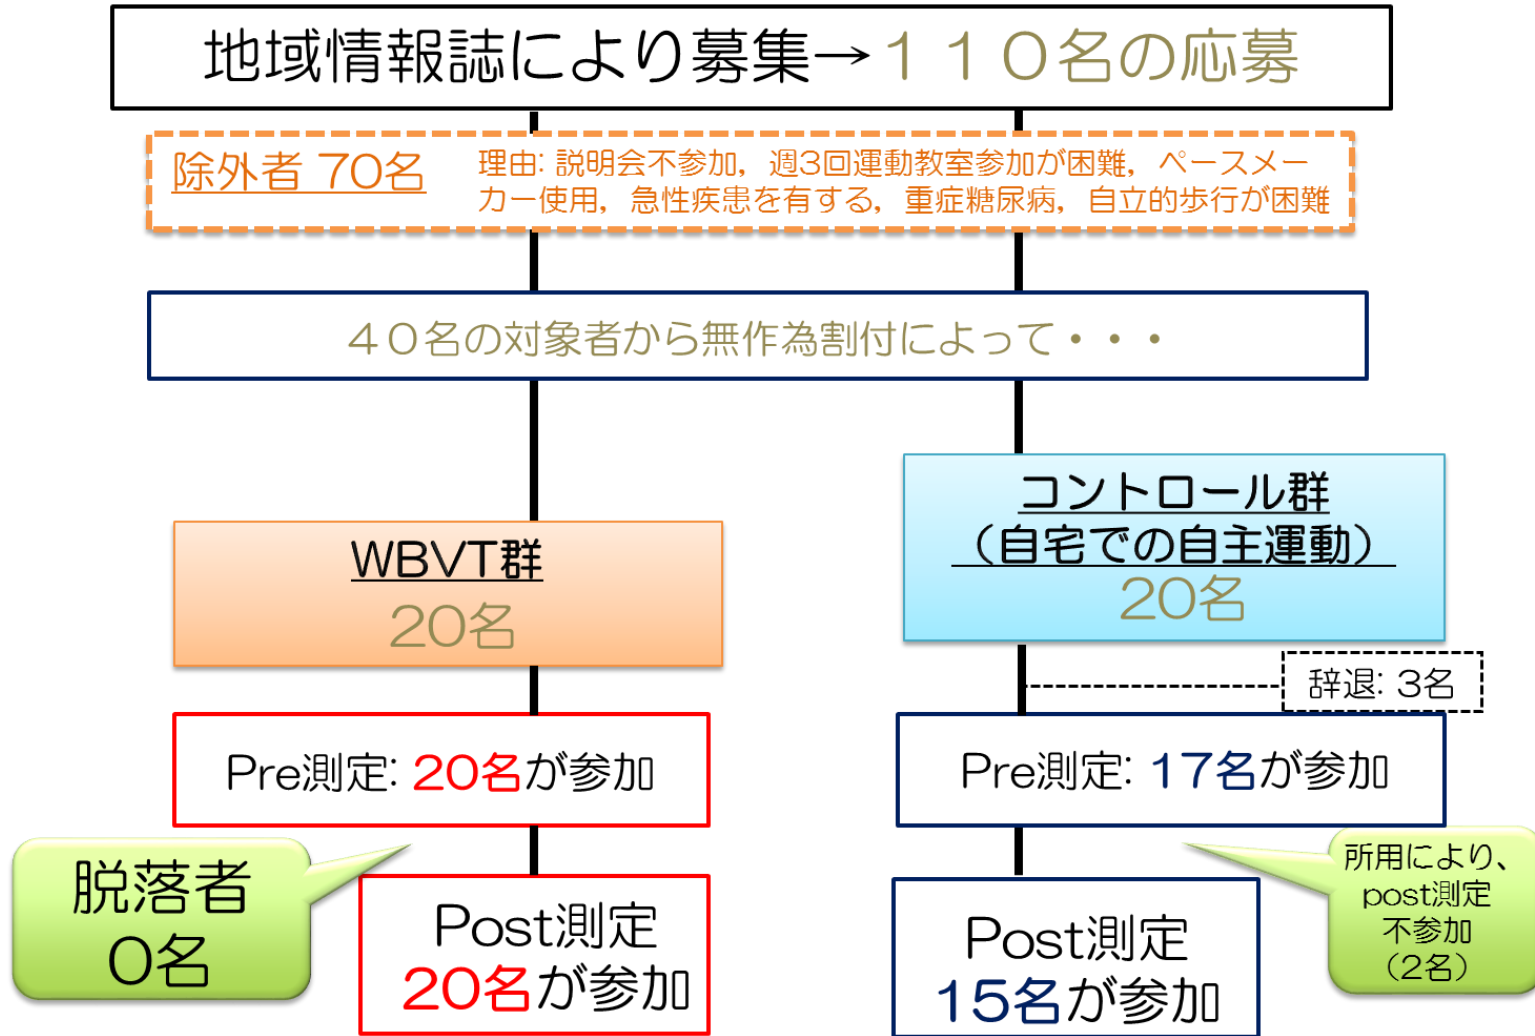 地域情報誌により募集→１１０名の応募
除外者 70名
理由: 説明会不参加，週3回運動教室参加が困難，ペースメー
カー使用，急性疾患を有する，重症糖尿病，自立的歩行が困難
４０名の対象者から無作為割付によって・・・
WBVT群
20名
コントロール群
（自宅での自主運動）
20名
辞退: 3名
Pre測定: 20名が参加
Pre測定: 17名が参加
脱落者
0名
所用により、
post測定
不参加
（2名）
Post測定
20名が参加
Post測定
15名が参加